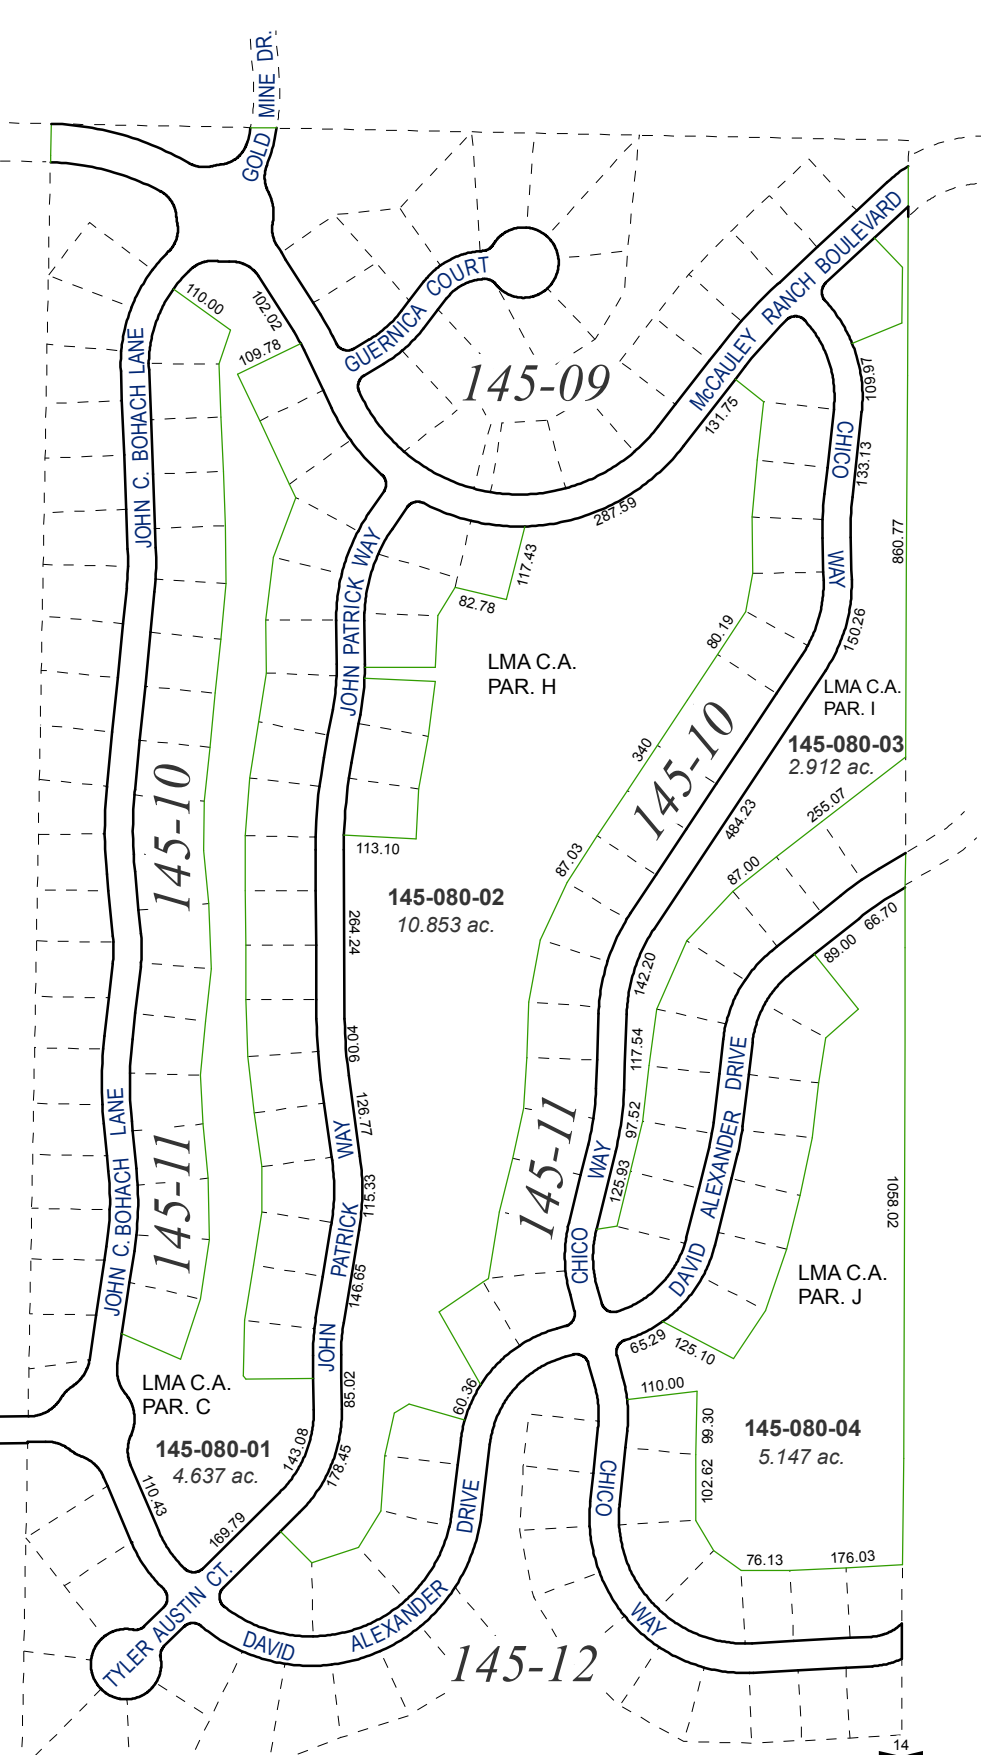 GOLD MINE DR.
GUERNICA COURT
McCAULEY RANCH BOULEVARD
110.00
102.02
109.78
145-09
131.75
109.97
JOHN C. BOHACH LANE
CHICO WAY
133.13
287.59
860.77
JOHN PATRICK WAY
117.43
82.78
80.19
150.26
LMA C.A.
PAR. H
LMA C.A.
PAR. I
145-10
340
145-080-03
2.912 ac.
145-10
484.23
255.07
113.10
87.03
87.00
145-080-02
10.853 ac.
264.24
66.70
89.00
142.20
90.04
117.54
DAVID ALEXANDER DRIVE
JOHN C. BOHACH LANE
126.77
97.52
145-11
145-11
JOHN PATRICK WAY
CHICO WAY
115.33
125.93
1058.02
146.65
LMA C.A.
PAR. J
65.29
125.10
LMA C.A.
PAR. C
85.02
60.36
110.00
99.30
145-080-01
4.637 ac.
143.08
178.45
145-080-04
5.147 ac.
110.43
102.62
169.79
CHICO WAY
76.13
176.03
TYLER AUSTIN CT.
DAVID ALEXANDER DRIVE
145-12
14